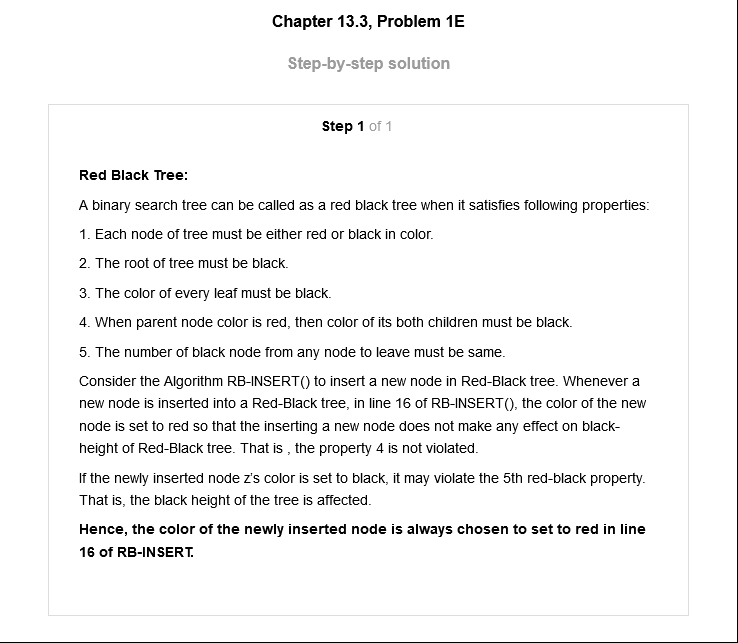 Chapter 13.3, Problem 1E
Step-by-step solution
Step 1 of 1
Red Black Tree:
A binary search tree can be called as a red black tree when it satisfies following properties:
1. Each node of tree must be either red or black in color.
2. The root of tree must be black.
3. The color of every leaf must be black.
4. When parent node color is red, then color of its both children must be black.
5. The number of black node from any node to leave must be same.
Consider the Algorithm RB-INSERT() to insert a new node in Red-Black tree. Whenever a
new node is inserted into a Red-Black tree, in line 16 of RB-INSERT(), the color of the new
node is set to red so that the inserting a new node does not make any effect on black-
height of Red-Black tree. That is , the property 4 is not violated.
If the newly inserted node z's color is set to black, it may violate the 5th red-black property.
That is, the black height of the tree is affected.
Hence, the color of the newly inserted node is always chosen to set to red in line
16 of RB-INSERT.